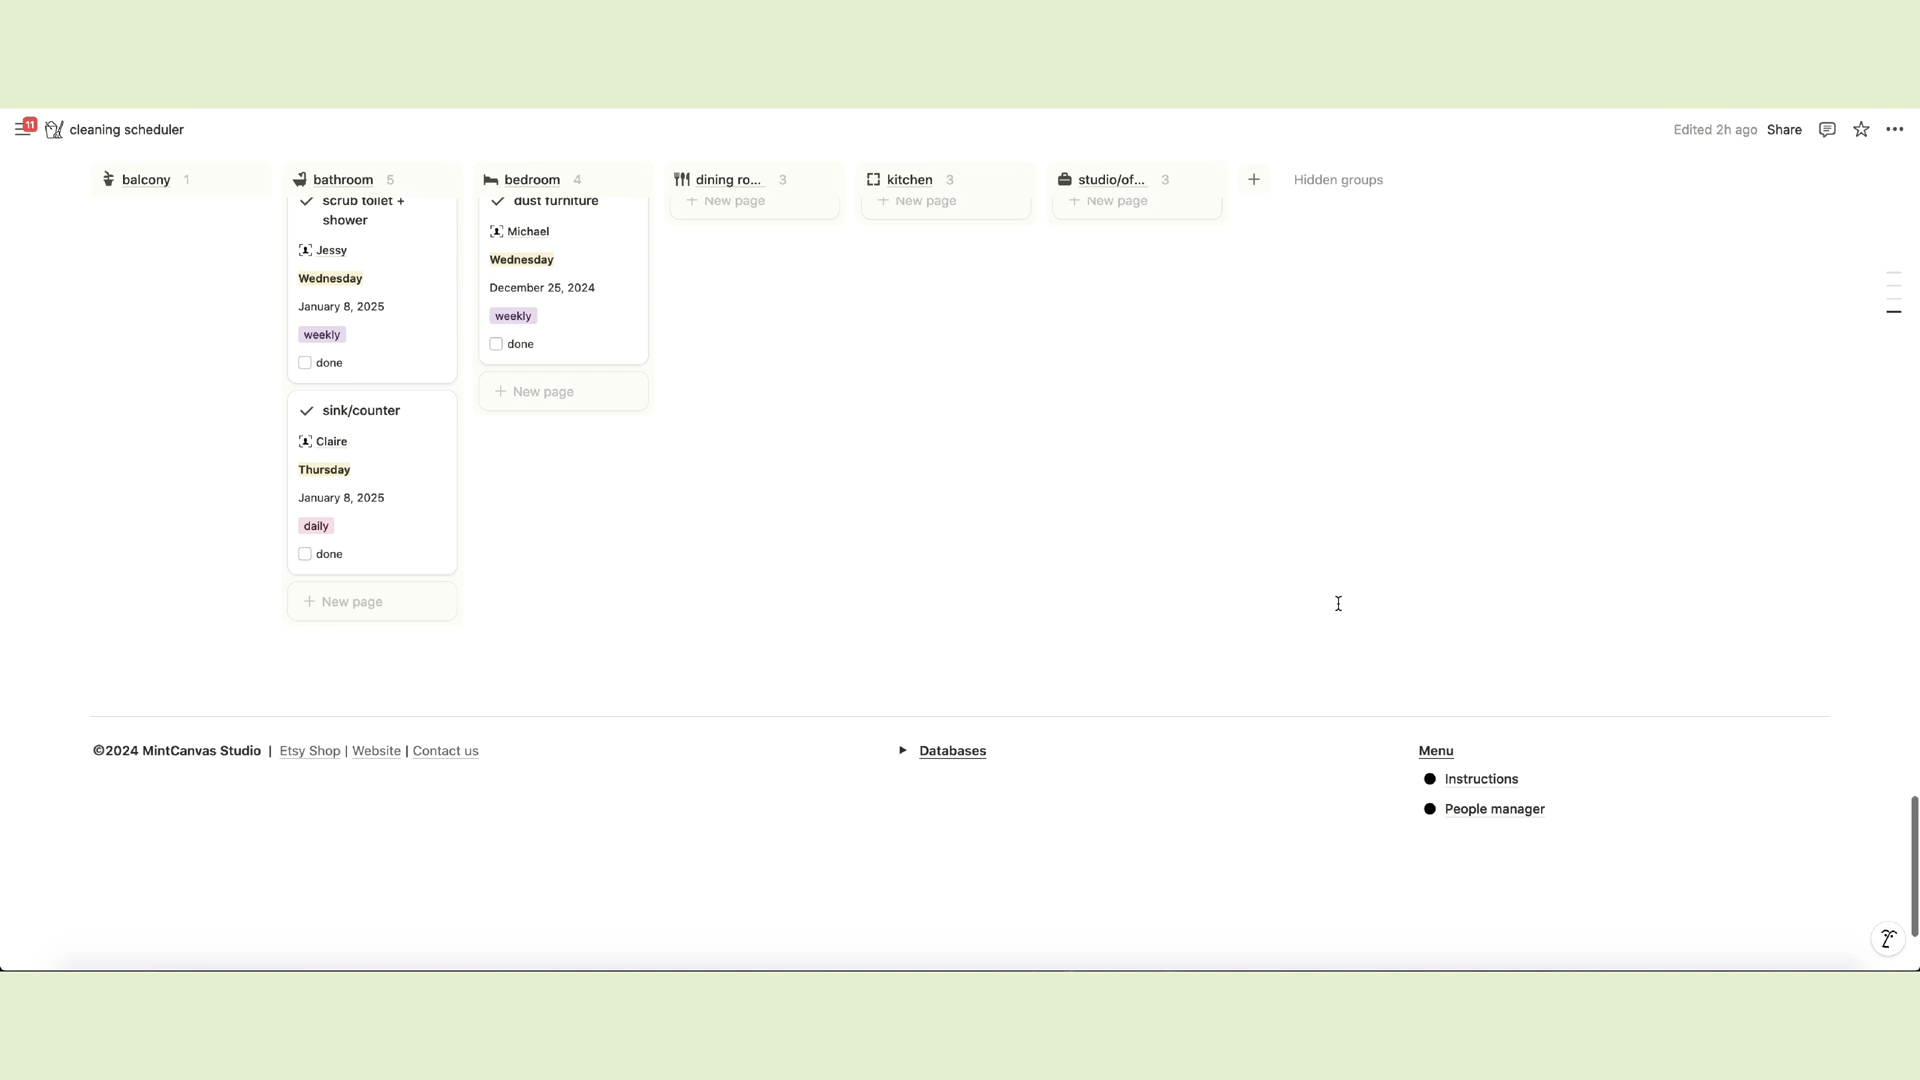 11 cleaning scheduler Edited 2h ago Share
balcony 1 bathroom 5 bedroom 4 dining ro... 3 kitchen 3 studio/of... 3 Hidden groups
scrub toilet +
shower
Jessy
Wednesday
January 8, 2025
weekly
done
sink/counter
Claire
Thursday
January 8, 2025
daily
done
+ New page
dust furniture
Michael
Wednesday
December 25, 2024
weekly
done
+ New page
+ New page
+ New page
+ New page
©2024 MintCanvas Studio | Etsy Shop | Website | Contact us
Databases
Menu
Instructions
People manager